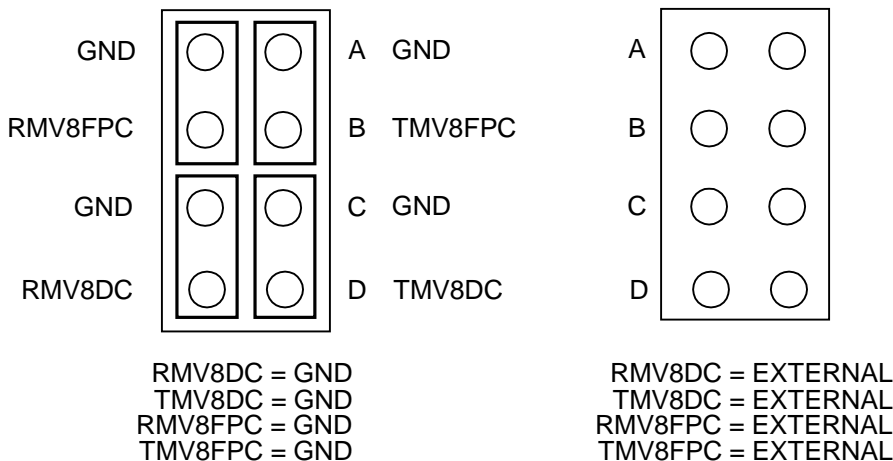 GND A GND A
RMV8FPC B TMV8FPC B
GND C GND C
RMV8DC D TMV8DC D
RMV8DC = GND
TMV8DC = GND
RMV8FPC = GND
TMV8FPC = GND
RMV8DC = EXTERNAL
TMV8DC = EXTERNAL
RMV8FPC = EXTERNAL
TMV8FPC = EXTERNAL